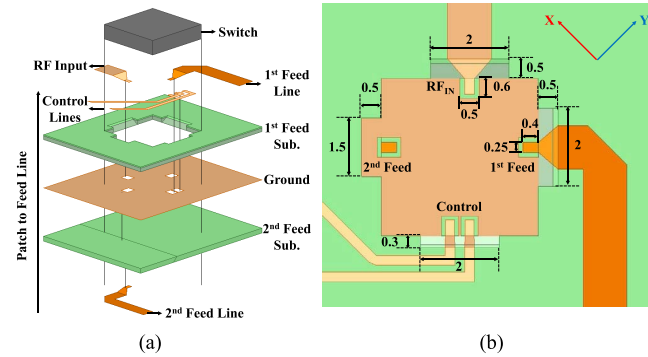 Switch
RF Input
1st Feed
Line
Control
Lines
1st Feed
Sub.
Ground
2nd Feed
Sub.
2nd Feed Line
Patch to Feed Line
(a)
X
Y
2
0.5
RFIN
0.6
0.5
0.5
0.5
0.4
0.25
2
1.5
2nd Feed
1st Feed
Control
0.3
2
(b)